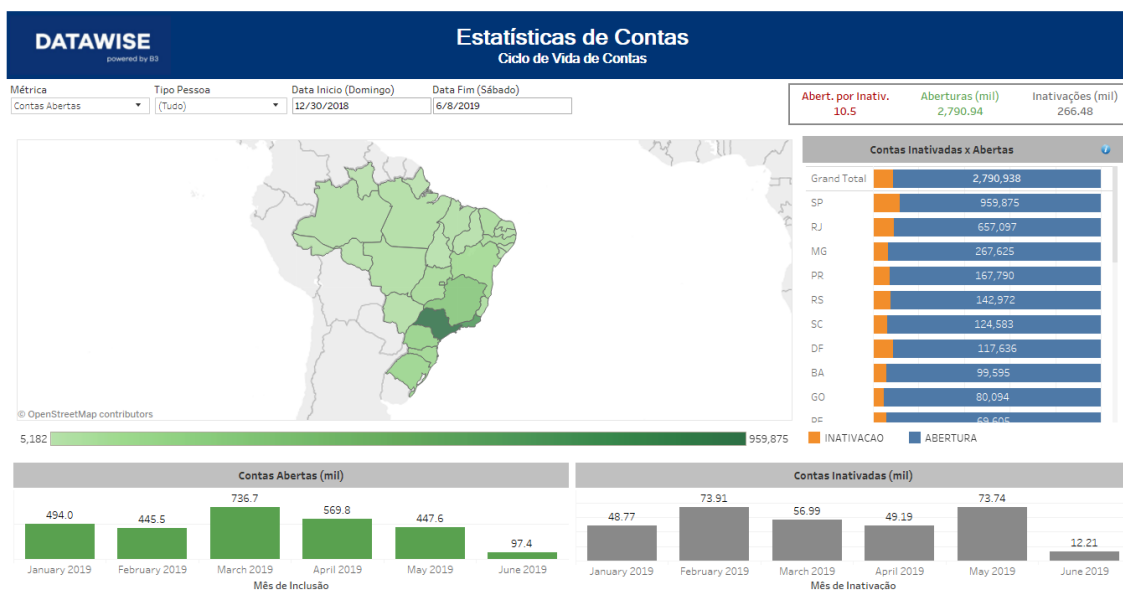 DATAWISE
powered by B3
Estatísticas de Contas
Ciclo de Vida de Contas
Métrica
Contas Abertas
Tipo Pessoa
(Tudo)
Data Inicio (Domingo)
12/30/2018
Data Fim (Sábado)
6/8/2019
Abert. por Inativ.
10.5
Aberturas (mil)
2,790.94
Inativações (mil)
266.48
© OpenStreetMap contributors
5,182
959,875
Contas Inativadas x Abertas
?
Grand Total 2,790,938
SP 959,875
RJ 657,097
MG 267,625
PR 167,790
RS 142,972
SC 124,583
DF 117,636
BA 99,595
GO 80,094
PE 69,605
INATIVACAO ABERTURA
Contas Abertas (mil)
494.0 445.5 736.7 569.8 447.6 97.4
January 2019 February 2019 March 2019 April 2019 May 2019 June 2019
Mês de Inclusão
Contas Inativadas (mil)
48.77 73.91 56.99 49.19 73.74 12.21
January 2019 February 2019 March 2019 April 2019 May 2019 June 2019
Mês de Inativação